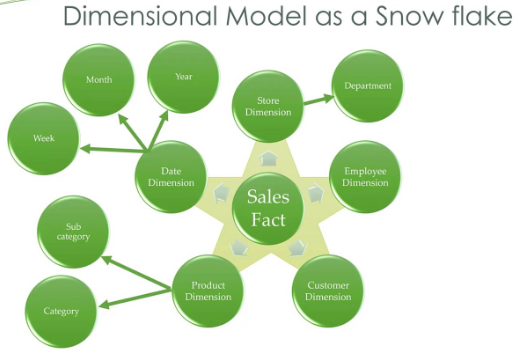 Dimensional Model as a Snow flake
Month
Year
Week
Date
Dimension
Store
Dimension
Department
Employee
Dimension
Sales
Fact
Sub
category
Category
Product
Dimension
Customer
Dimension